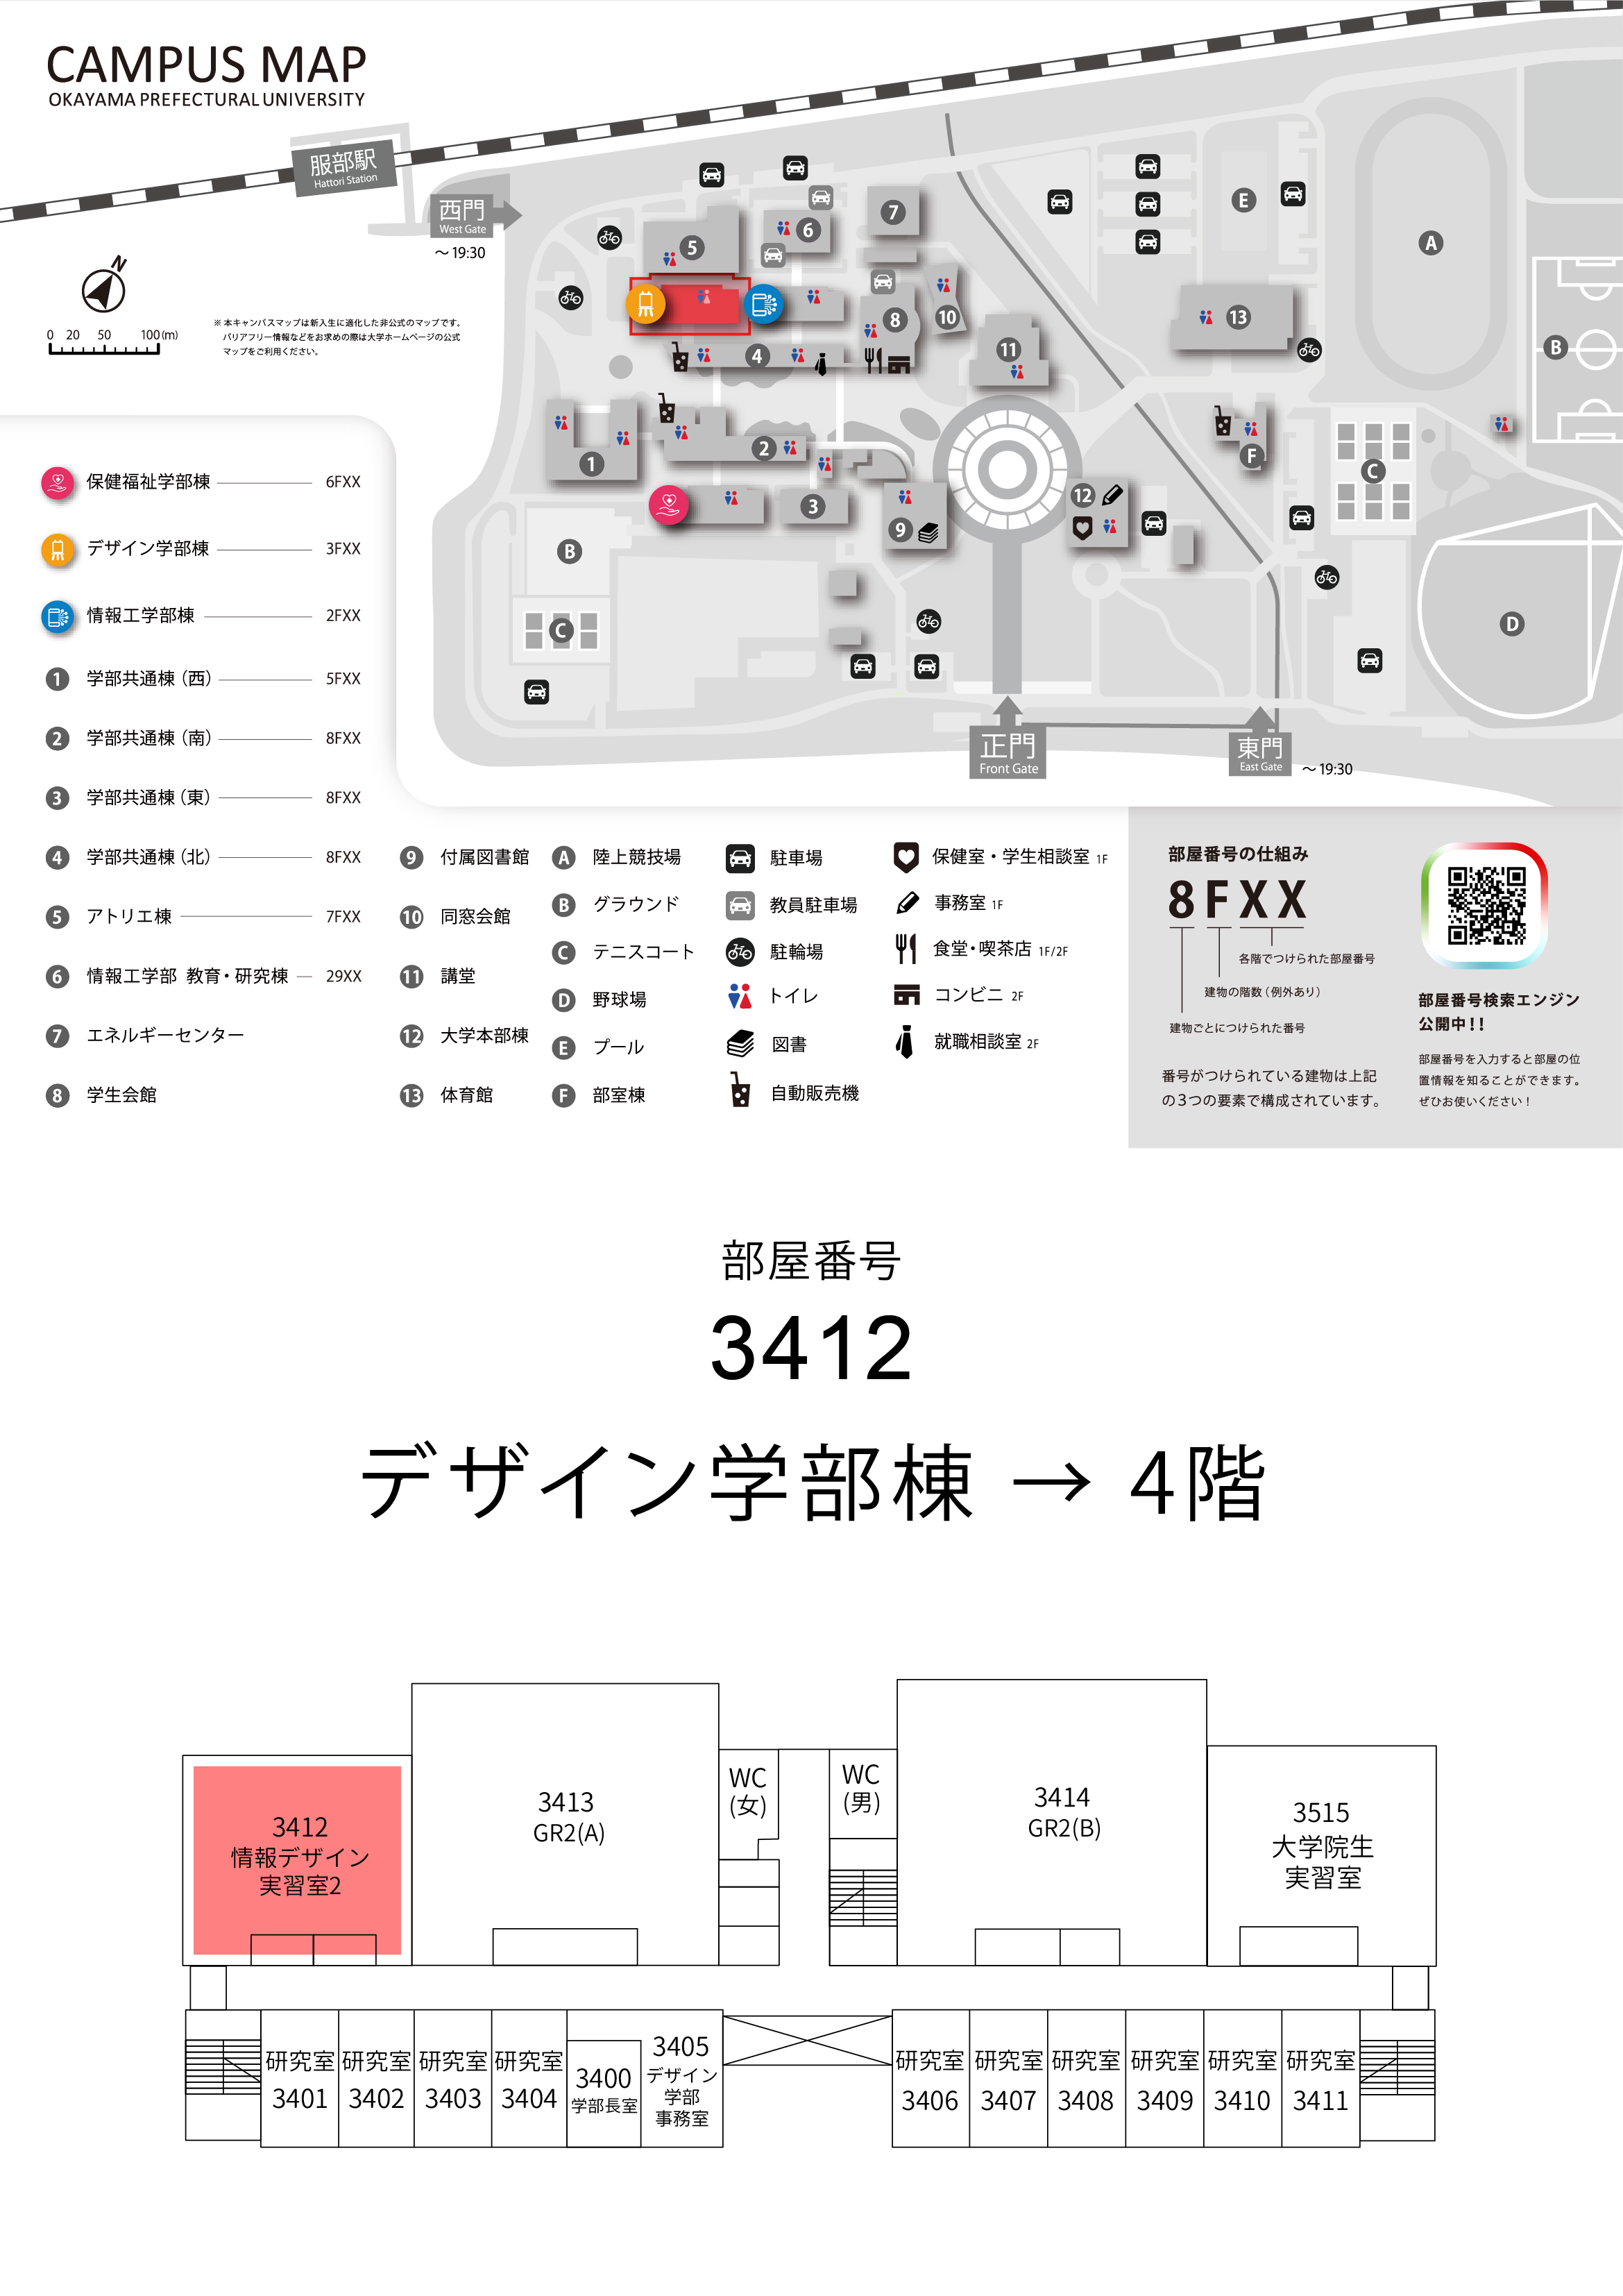 CAMPUS MAP
OKAYAMA PREFECTURAL UNIVERSITY
服部駅
Hattori Station
西門
West Gate
～19:30
N
0 20 50 100(m)
※本キャンパスマップは新入生に適化した非公式のマップです。
バリアフリー情報などをお求めの際は大学ホームページの公式
マップをご利用ください。
5
6
7
8
10
4
11
13
1
2
3
9
12
A
B
C
D
E
F
B
C
正門
Front Gate
東門
East Gate
～19:30
保健福祉学部棟 6FXX
デザイン学部棟 3FXX
情報工学部棟 2FXX
1 学部共通棟（西） 5FXX
2 学部共通棟（南） 8FXX
3 学部共通棟（東） 8FXX
4 学部共通棟（北） 8FXX
5 アトリエ棟 7FXX
6 情報工学部 教育・研究棟 29XX
7 エネルギーセンター
8 学生会館
9 付属図書館
10 同窓会館
11 講堂
12 大学本部棟
13 体育館
A 陸上競技場
B グラウンド
C テニスコート
D 野球場
E プール
F 部室棟
駐車場
教員駐車場
駐輪場
トイレ
図書
自動販売機
保健室・学生相談室 1F
事務室 1F
食堂・喫茶店 1F/2F
コンビニ 2F
就職相談室 2F
部屋番号の仕組み
8FXX
各階でつけられた部屋番号
建物の階数（例外あり）
建物ごとにつけられた番号
番号がつけられている建物は上記
の3つの要素で構成されています。
部屋番号検索エンジン
公開中！！
部屋番号を入力すると部屋の位
置情報を知ることができます。
ぜひお使いください！
部屋番号
3412
デザイン学部棟 → 4階
3412
情報デザイン
実習室2
3413
GR2(A)
WC
(女)
WC
(男)
3414
GR2(B)
3515
大学院生
実習室
研究室
3401
研究室
3402
研究室
3403
研究室
3404
3400
学部長室
3405
デザイン
学部
事務室
研究室
3406
研究室
3407
研究室
3408
研究室
3409
研究室
3410
研究室
3411